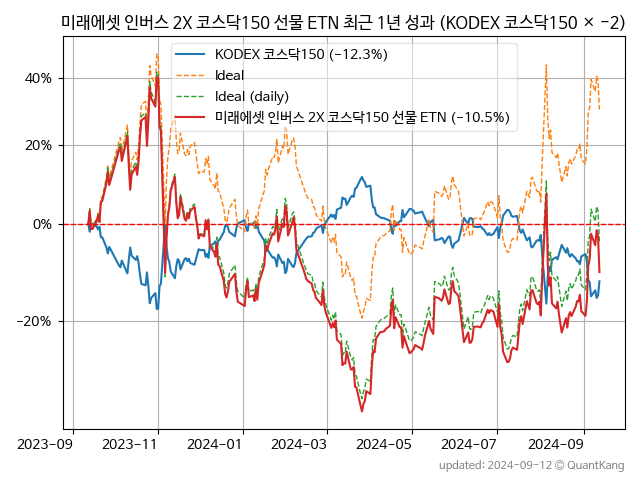 미래에셋 인버스 2X 코스닥150 선물 ETN 최근 1년 성과 (KODEX 코스닥150 × −2)
KODEX 코스닥150 (−12.3%)
Ideal
Ideal (daily)
미래에셋 인버스 2X 코스닥150 선물 ETN (−10.5%)
40%
20%
0%
−20%
2023-09
2023-11
2024-01
2024-03
2024-05
2024-07
2024-09
updated: 2024-09-12 © QuantKang